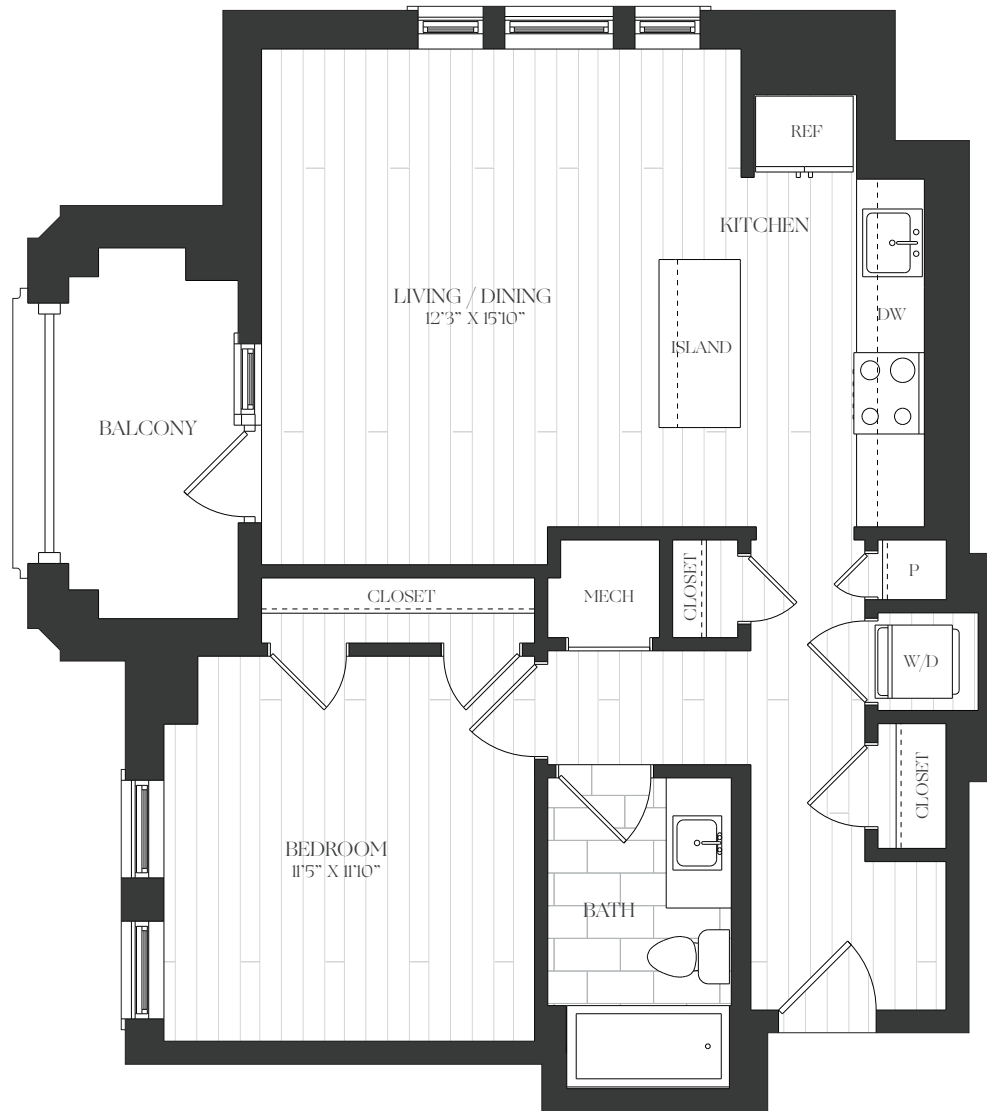 REF
KITCHEN
LIVING / DINING
12'3" X 15'10"
DW
ISLAND
BALCONY
CLOSET
MECH
CLOSET
P
W/D
CLOSET
BEDROOM
11'5" X 11'10"
BATH